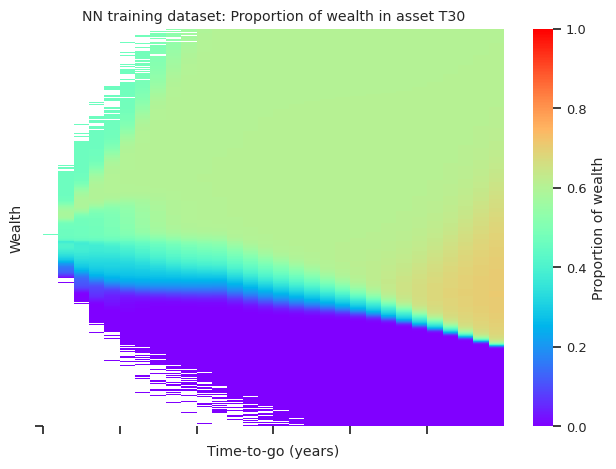 NN training dataset: Proportion of wealth in asset T30
1.0
0.8
0.6
0.4
0.2
0.0
Proportion of wealth
Wealth
Time-to-go (years)